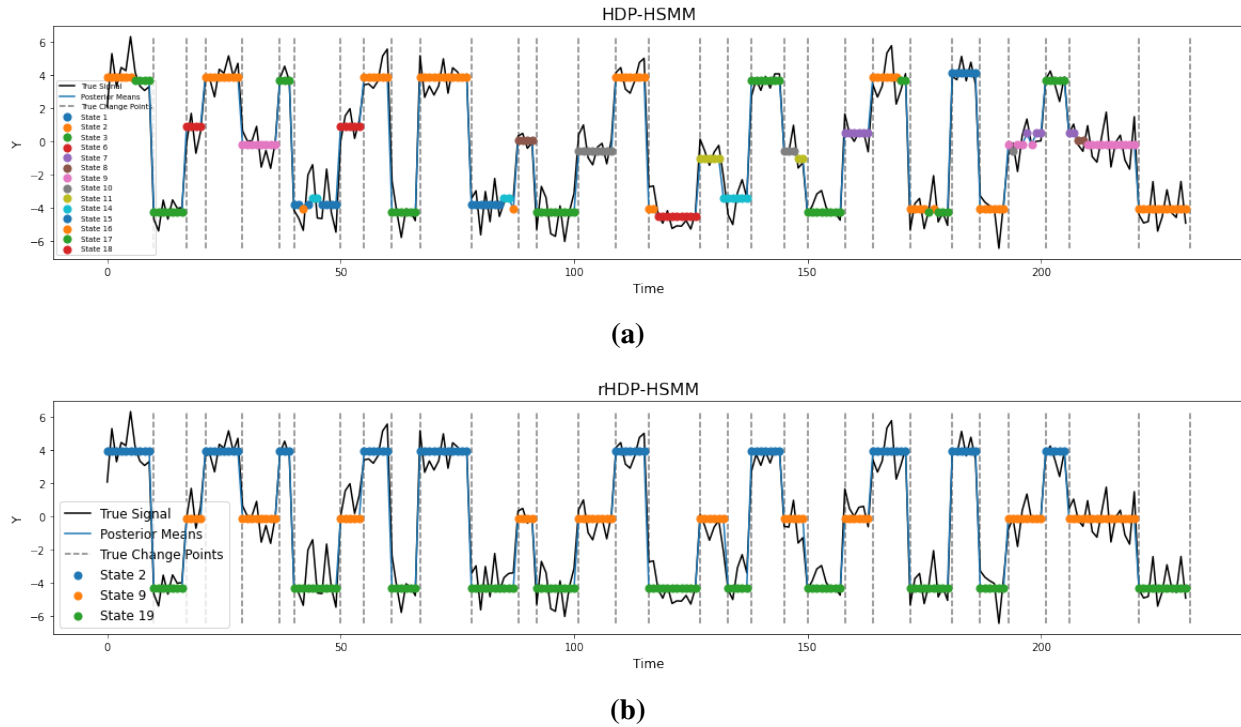 HDP-HSMM
6
4
2
0
−2
−4
−6
Y
True Signal
Posterior Means
True Change Points
State 1
State 2
State 3
State 6
State 7
State 8
State 9
State 10
State 11
State 14
State 15
State 16
State 17
State 18
0 50 100 150 200
Time
(a)
rHDP-HSMM
6
4
2
0
−2
−4
−6
Y
True Signal
Posterior Means
True Change Points
State 2
State 9
State 19
0 50 100 150 200
Time
(b)